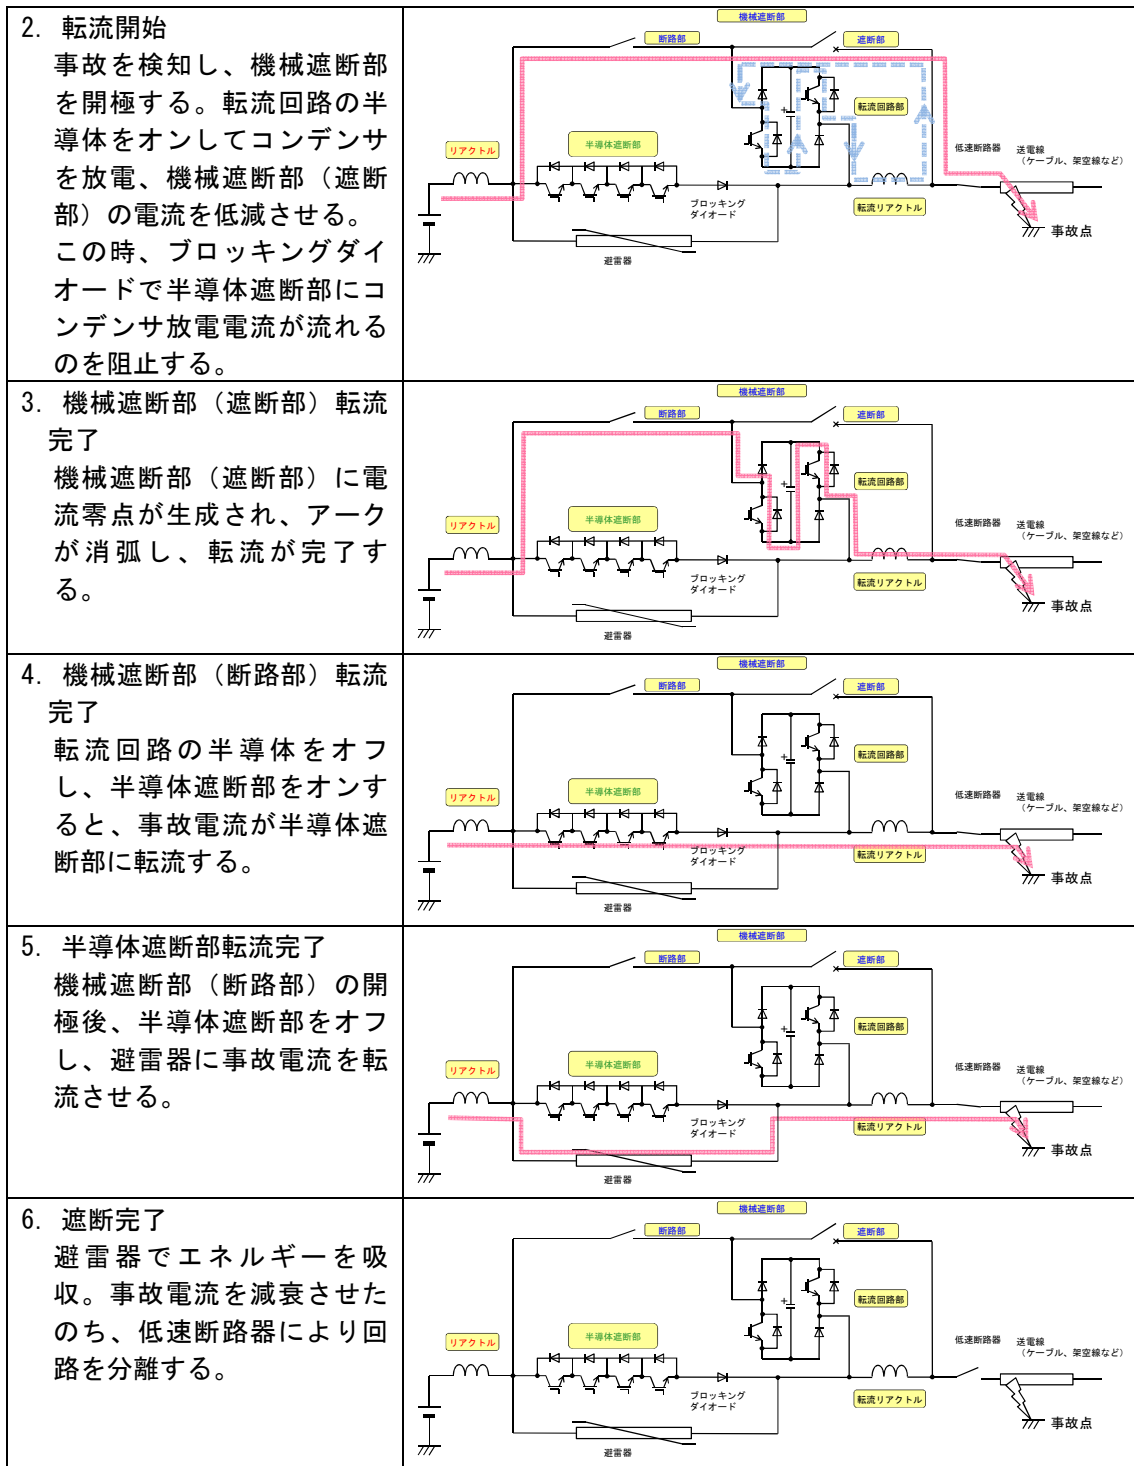 2. 転流開始
事故を検知し、機械遮断部
を開極する。転流回路の半
導体をオンしてコンデンサ
を放電、機械遮断部（遮断
部）の電流を低減させる。
この時、ブロッキングダイ
オードで半導体遮断部にコ
ンデンサ放電電流が流れる
のを阻止する。
機械遮断部
断路部
遮断部
転流回路部
リアクトル
半導体遮断部
低速断路器
送電線
（ケーブル、架空線など）
ブロッキング
ダイオード
転流リアクトル
事故点
避雷器
3. 機械遮断部（遮断部）転流
完了
機械遮断部（遮断部）に電
流零点が生成され、アーク
が消弧し、転流が完了す
る。
機械遮断部
断路部
遮断部
転流回路部
リアクトル
半導体遮断部
低速断路器
送電線
（ケーブル、架空線など）
ブロッキング
ダイオード
転流リアクトル
事故点
避雷器
4. 機械遮断部（断路部）転流
完了
転流回路の半導体をオフ
し、半導体遮断部をオンす
ると、事故電流が半導体遮
断部に転流する。
機械遮断部
断路部
遮断部
転流回路部
リアクトル
半導体遮断部
低速断路器
送電線
（ケーブル、架空線など）
ブロッキング
ダイオード
転流リアクトル
事故点
避雷器
5. 半導体遮断部転流完了
機械遮断部（断路部）の開
極後、半導体遮断部をオフ
し、避雷器に事故電流を転
流させる。
機械遮断部
断路部
遮断部
転流回路部
リアクトル
半導体遮断部
低速断路器
送電線
（ケーブル、架空線など）
ブロッキング
ダイオード
転流リアクトル
事故点
避雷器
6. 遮断完了
避雷器でエネルギーを吸
収。事故電流を減衰させた
のち、低速断路器により回
路を分離する。
機械遮断部
断路部
遮断部
転流回路部
リアクトル
半導体遮断部
低速断路器
送電線
（ケーブル、架空線など）
ブロッキング
ダイオード
転流リアクトル
事故点
避雷器